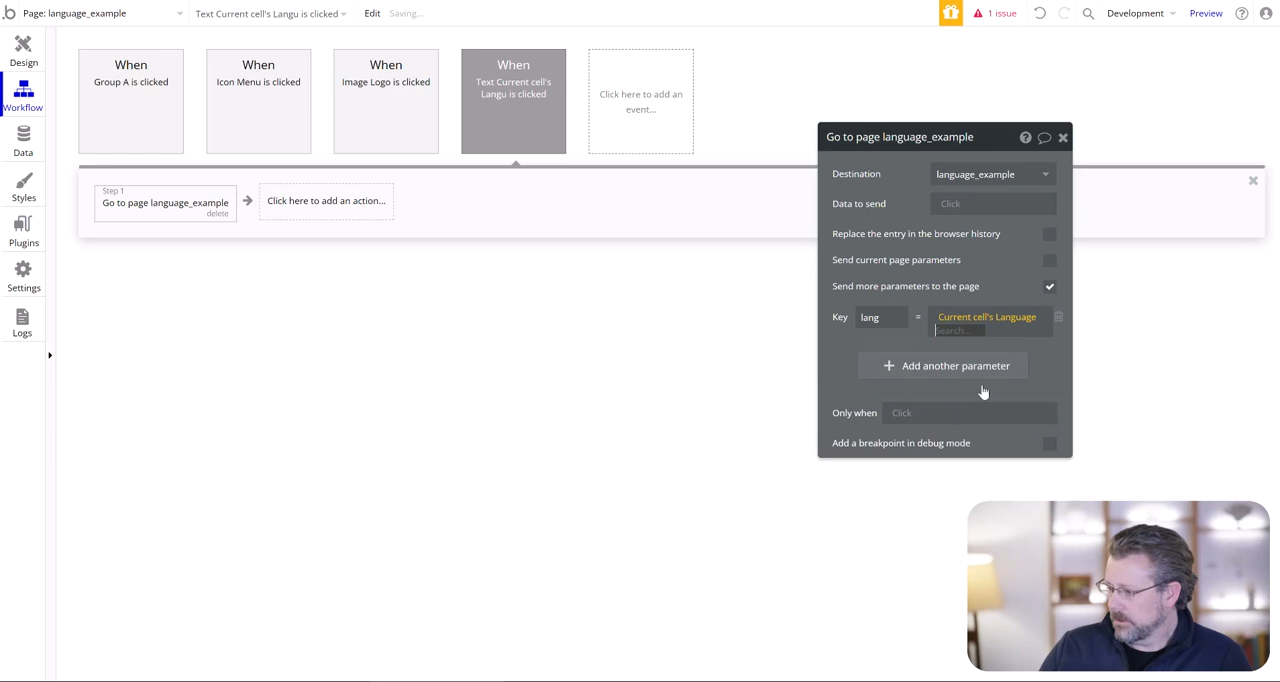 Page: language_example
Text Current cell's Langu is clicked
Edit
Saving...
1 issue
Development
Preview
Design
Workflow
Data
Styles
Plugins
Settings
Logs
When
Group A is clicked
When
Icon Menu is clicked
When
Image Logo is clicked
When
Text Current cell's
Langu is clicked
Click here to add an
event...
Step 1
Go to page language_example
delete
Click here to add an action...
Go to page language_example
Destination
language_example
Data to send
Click
Replace the entry in the browser history
Send current page parameters
Send more parameters to the page
Key lang = Current cell's Language
Search...
Add another parameter
Only when
Click
Add a breakpoint in debug mode